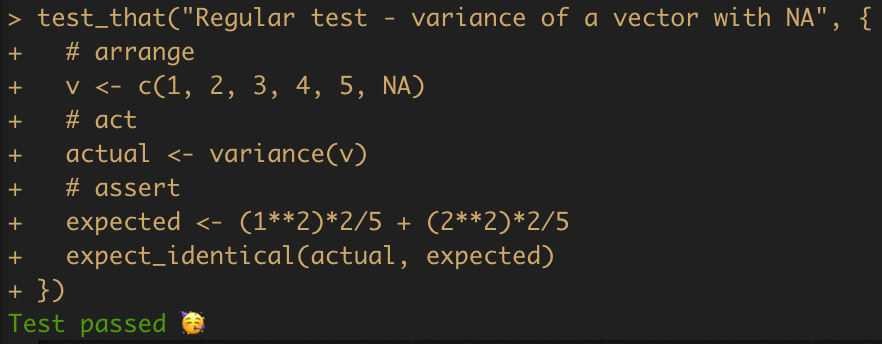 > test_that("Regular test - variance of a vector with NA", {
+   # arrange
+   v <- c(1, 2, 3, 4, 5, NA)
+   # act
+   actual <- variance(v)
+   # assert
+   expected <- (1**2)*2/5 + (2**2)*2/5
+   expect_identical(actual, expected)
+ })
Test passed 🥳